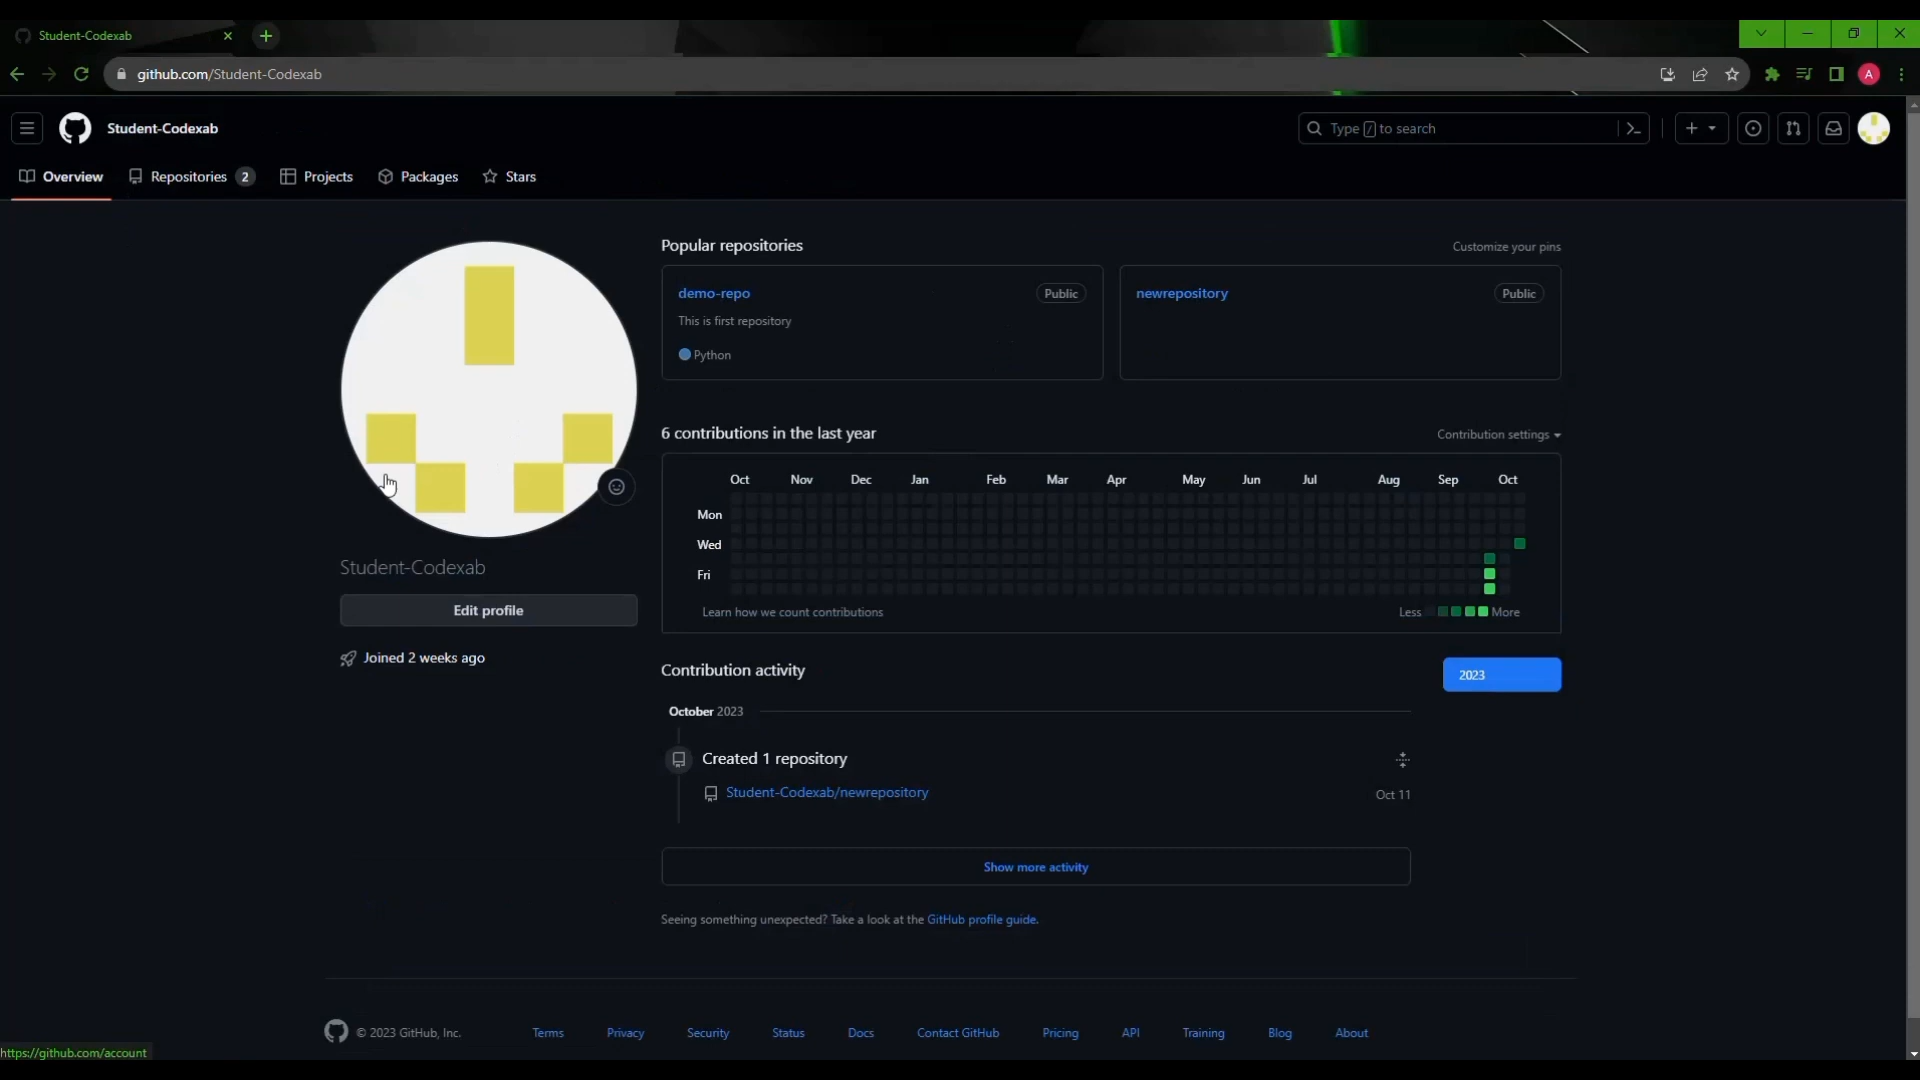 Student-Codexab
github.com/Student-Codexab
A
Student-Codexab
Type / to search
Overview
Repositories 2
Projects
Packages
Stars
Popular repositories
Customize your pins
demo-repo
Public
This is first repository
Python
newrepository
Public
6 contributions in the last year
Contribution settings
Oct Nov Dec Jan Feb Mar Apr May Jun Jul Aug Sep Oct
Mon
Wed
Fri
Learn how we count contributions
Less
More
Student-Codexab
Edit profile
Joined 2 weeks ago
Contribution activity
2023
October 2023
Created 1 repository
Student-Codexab/newrepository
Oct 11
Show more activity
Seeing something unexpected? Take a look at the GitHub profile guide.
© 2023 GitHub, Inc.
Terms
Privacy
Security
Status
Docs
Contact GitHub
Pricing
API
Training
Blog
About
https://github.com/account